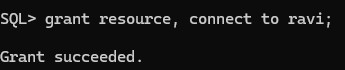 SQL> grant resource, connect to ravi;
Grant succeeded.